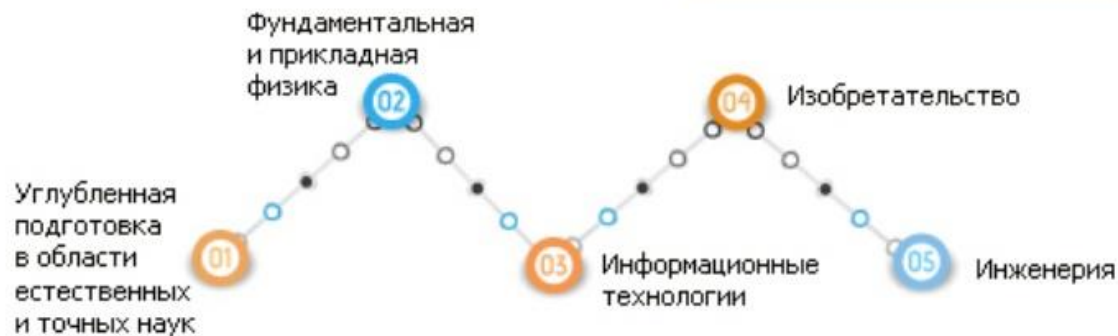 Фундаментальная
и прикладная
физика
02
04
Изобретательство
Углубленная
подготовка
в области
естественных
и точных наук
01
03
Информационные
технологии
05
Инженерия